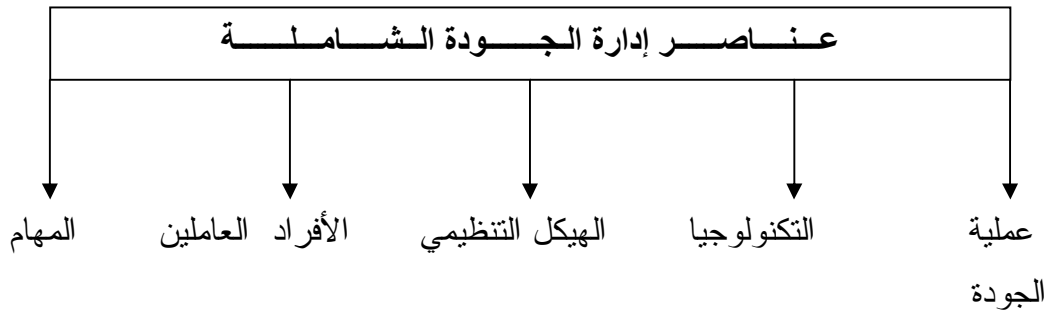 عناصر إدارة الجودة الشاملة
عملية التكنولوجيا الهيكل التنظيمي الأفراد العاملين المهام
الجودة